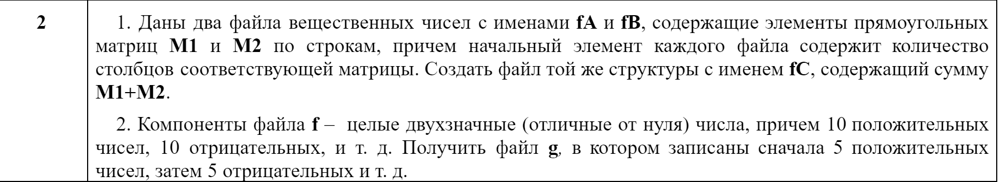 2
1. Даны два файла вещественных чисел с именами fA и fB, содержащие элементы прямоугольных
матриц M1 и M2 по строкам, причем начальный элемент каждого файла содержит количество
столбцов соответствующей матрицы. Создать файл той же структуры с именем fC, содержащий сумму
M1+M2.
2. Компоненты файла f – целые двухзначные (отличные от нуля) числа, причем 10 положительных
чисел, 10 отрицательных, и т. д. Получить файл g, в котором записаны сначала 5 положительных
чисел, затем 5 отрицательных и т. д.